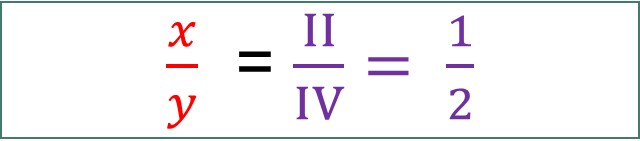 x/y = II/IV = 1/2